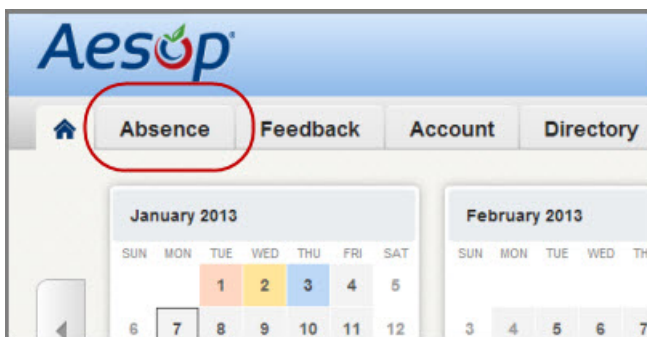 Aesop
Absence Feedback Account Directory
January 2013 February 2013
SUN MON TUE WED THU FRI SAT SUN MON TUE WED TH
1 2 3 4 5
6 7 8 9 10 11 12 3 4 5 6 7